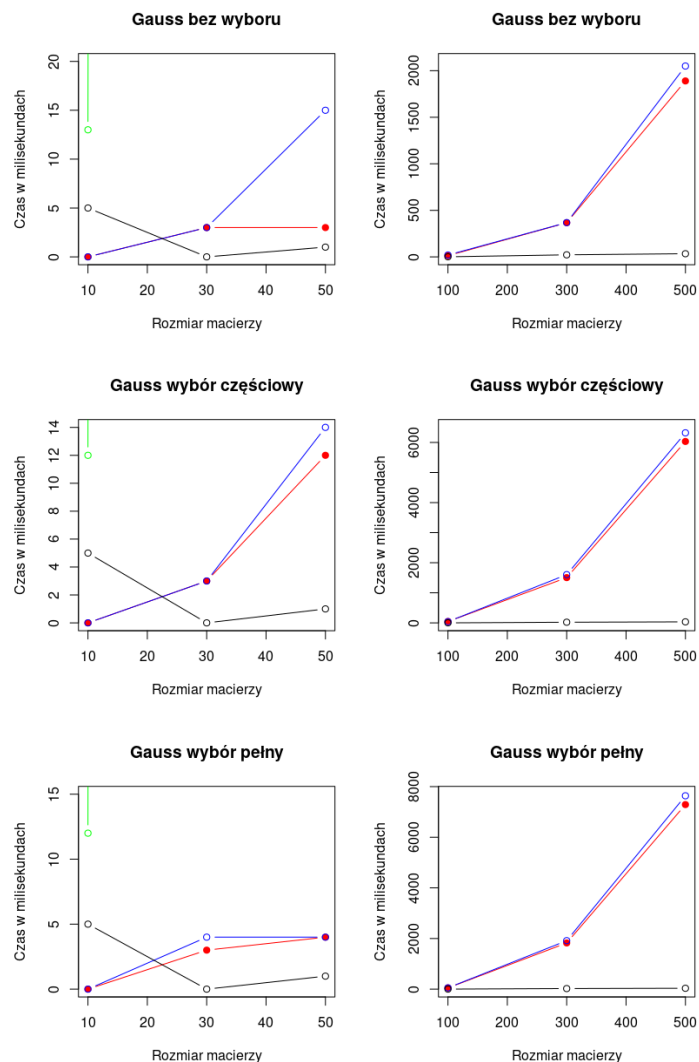 Gauss bez wyboru
Czas w milisekundach
0 5 10 15 20
10 20 30 40 50
Rozmiar macierzy
Gauss bez wyboru
Czas w milisekundach
0 500 1000 1500 2000
100 200 300 400 500
Rozmiar macierzy
Gauss wybór częściowy
Czas w milisekundach
0 2 4 6 8 10 12 14
10 20 30 40 50
Rozmiar macierzy
Gauss wybór częściowy
Czas w milisekundach
0 2000 4000 6000
100 200 300 400 500
Rozmiar macierzy
Gauss wybór pełny
Czas w milisekundach
0 5 10 15
10 20 30 40 50
Rozmiar macierzy
Gauss wybór pełny
Czas w milisekundach
0 2000 4000 6000 8000
100 200 300 400 500
Rozmiar macierzy